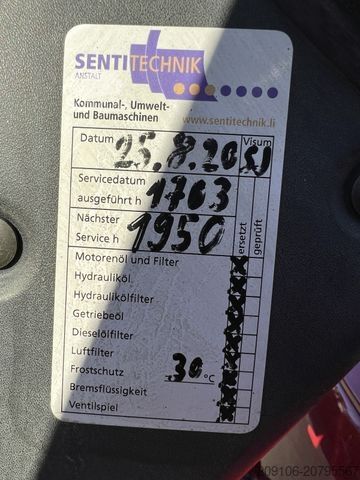 SENTITECHNIK
ANSTALT
Kommunal-, Umwelt-
und Baumaschinen
www.sentitechnik.li
Datum 25.8.20 Visum
Servicedatum
ausgeführt h 1763
Nächster
Service h 1950
ersetzt
geprüft
Motorenöl und Filter
Hydrauliköl
Hydraulikölfilter
Getriebeöl
Dieselölfilter
Luftfilter
Frostschutz 30 °C
Bremsflüssigkeit
Ventilspiel